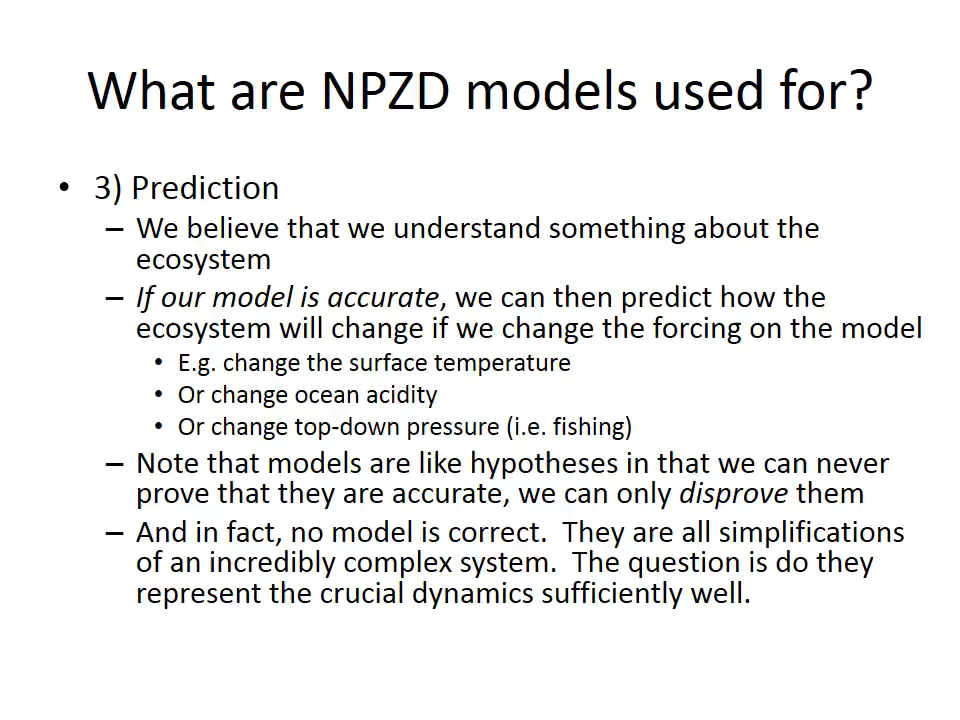 What are NPZD models used for?
• 3) Prediction
– We believe that we understand something about the
ecosystem
– If our model is accurate, we can then predict how the
ecosystem will change if we change the forcing on the model
• E.g. change the surface temperature
• Or change ocean acidity
• Or change top-down pressure (i.e. fishing)
– Note that models are like hypotheses in that we can never
prove that they are accurate, we can only disprove them
– And in fact, no model is correct.  They are all simplifications
of an incredibly complex system.  The question is do they
represent the crucial dynamics sufficiently well.